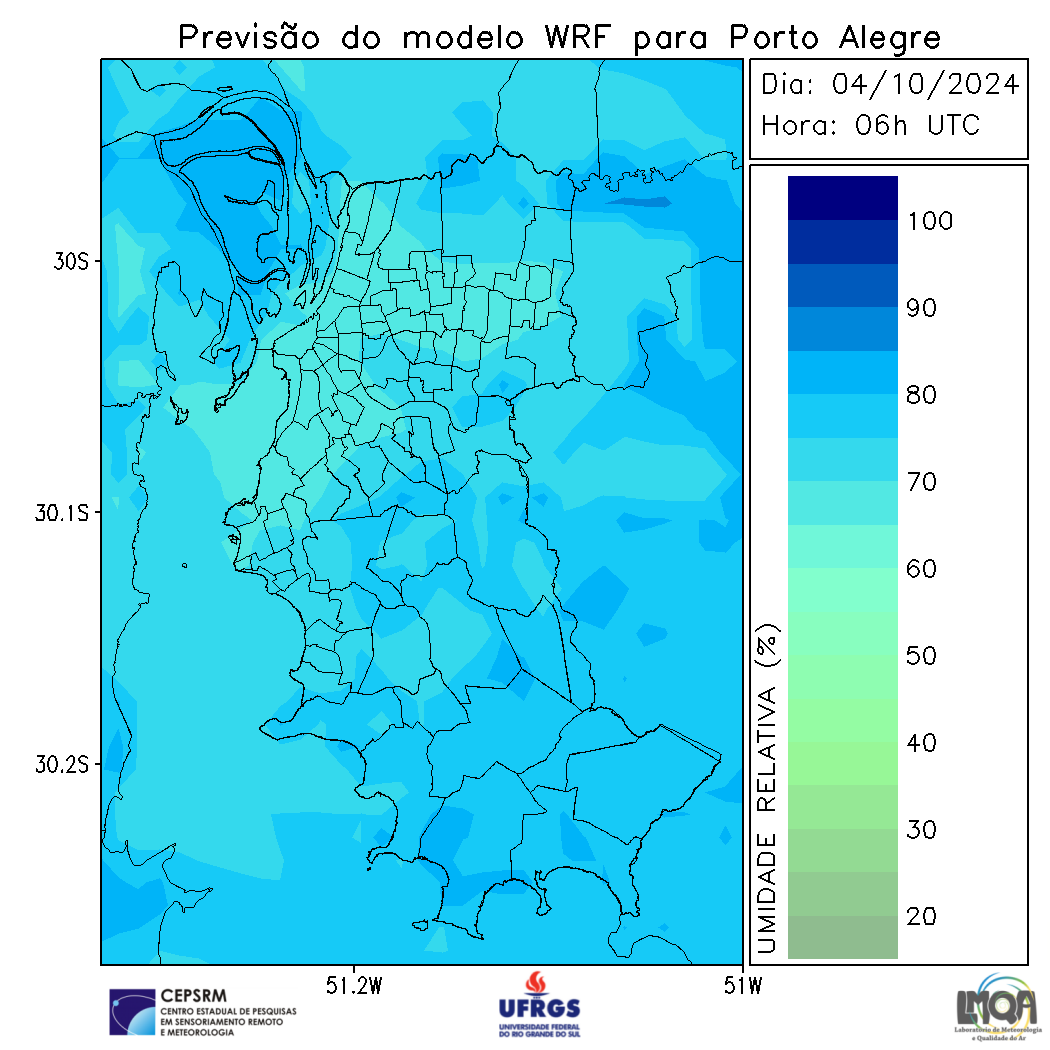 Previsão do modelo WRF para Porto Alegre
Dia: 04/10/2024
Hora: 06h UTC
30S
30.1S
30.2S
51.2W
51W
100
90
80
70
60
50
40
30
20
UMIDADE RELATIVA (%)
CEPSRM
CENTRO ESTADUAL DE PESQUISAS
EM SENSORIAMENTO REMOTO
E METEOROLOGIA
UFRGS
UNIVERSIDADE FEDERAL
DO RIO GRANDE DO SUL
LMQA
Laboratório de Meteorologia
e Qualidade do Ar